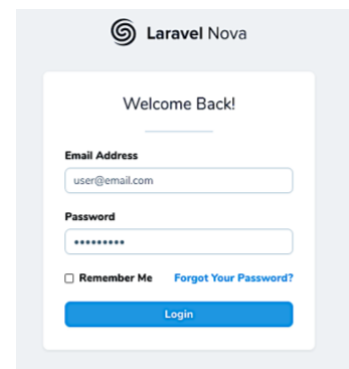 Laravel Nova
Welcome Back!
Email Address
user@email.com
Password
•••••••••
Remember Me Forgot Your Password?
Login